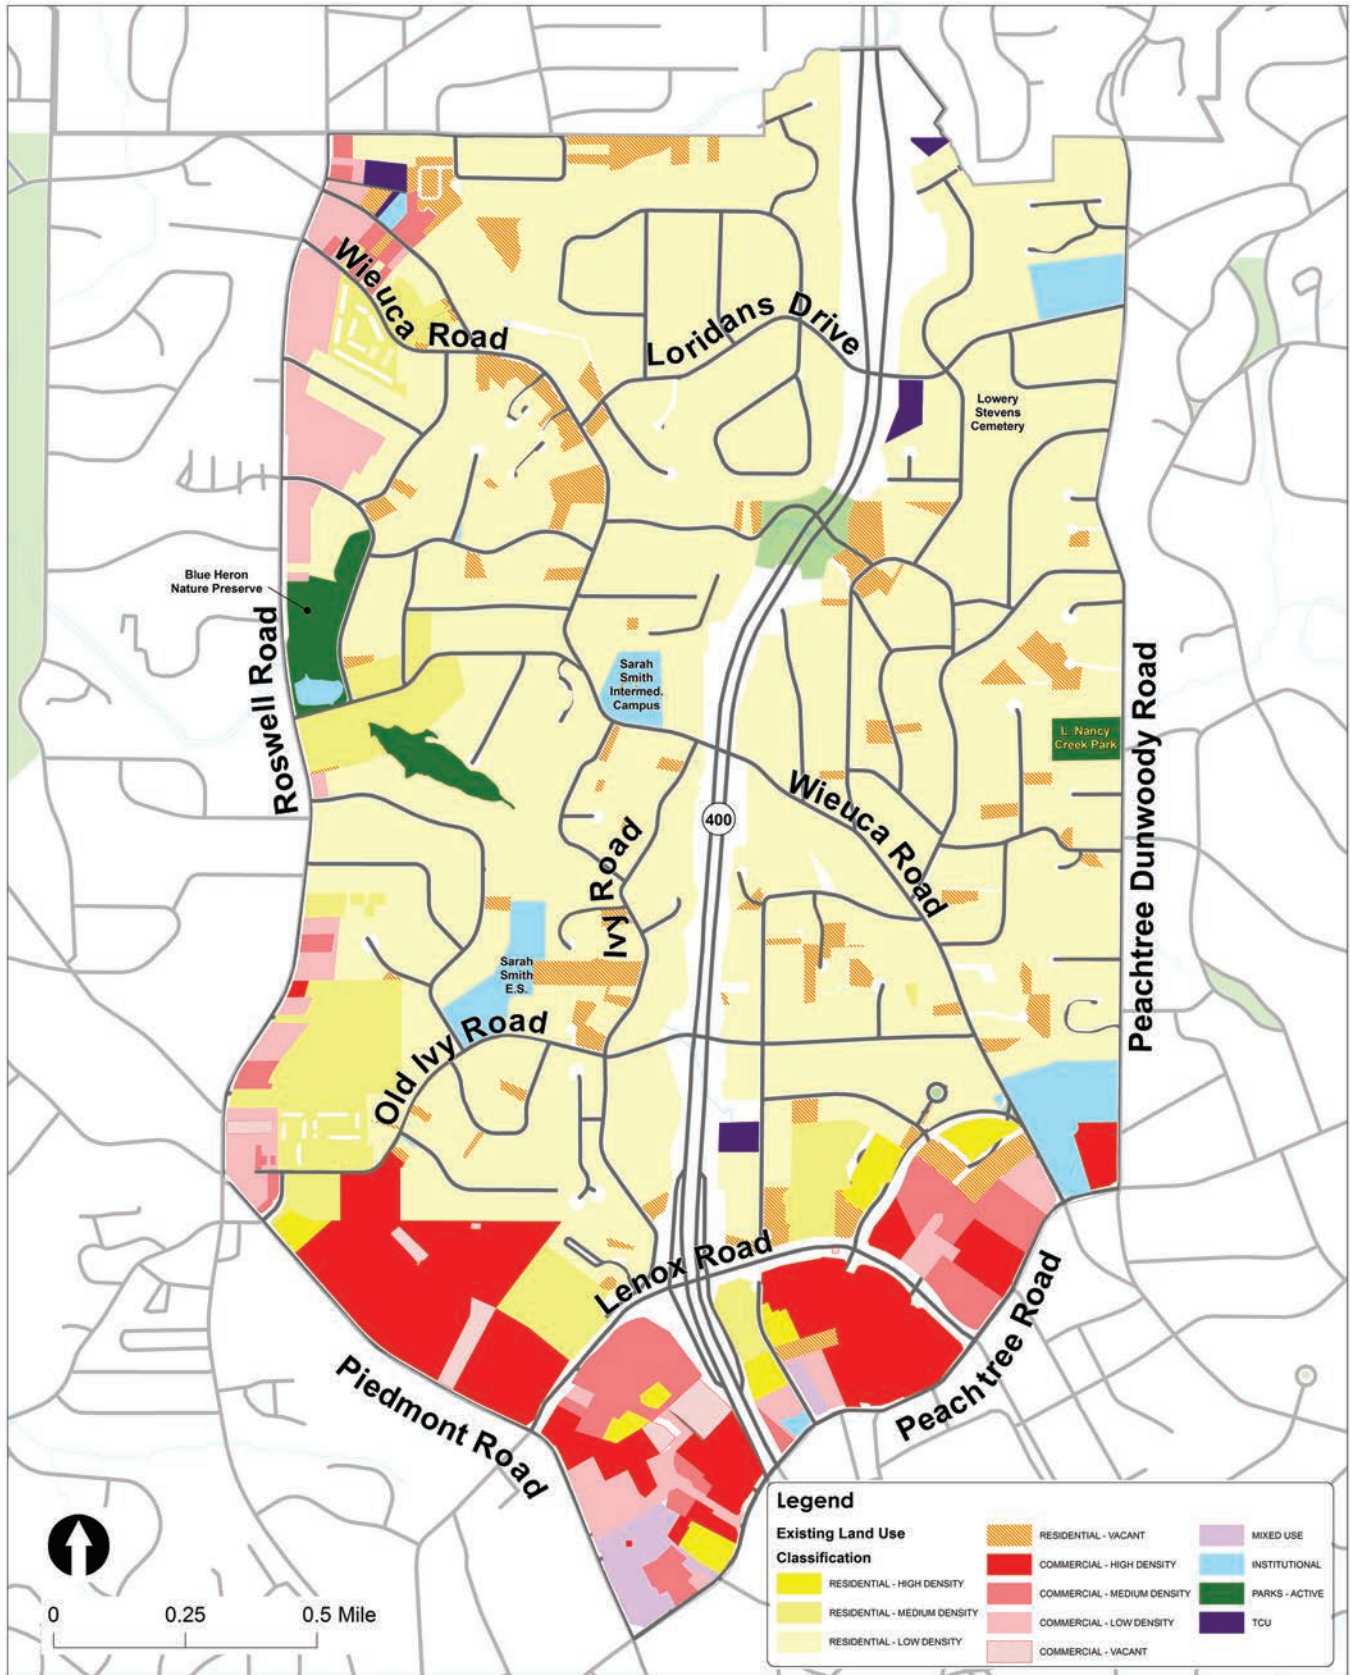 Wieuca Road
Loridans Drive
Lowery
Stevens
Cemetery
Blue Heron
Nature Preserve
Roswell Road
Sarah
Smith
Intermed.
Campus
L. Nancy
Creek Park
Peachtree Dunwoody Road
400
Wieuca Road
Ivy Road
Sarah
Smith
E.S.
Old Ivy Road
Lenox Road
Piedmont Road
Peachtree Road
0 0.25 0.5 Mile
Legend
Existing Land Use
Classification
RESIDENTIAL - HIGH DENSITY
RESIDENTIAL - MEDIUM DENSITY
RESIDENTIAL - LOW DENSITY
RESIDENTIAL - VACANT
COMMERCIAL - HIGH DENSITY
COMMERCIAL - MEDIUM DENSITY
COMMERCIAL - LOW DENSITY
COMMERCIAL - VACANT
MIXED USE
INSTITUTIONAL
PARKS - ACTIVE
TCU